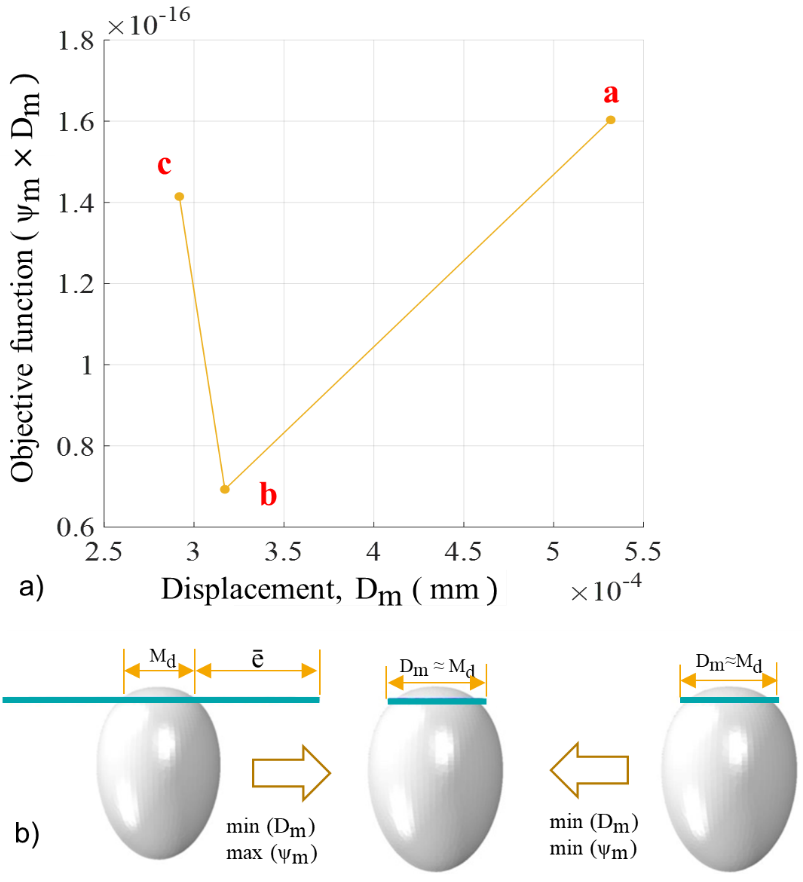 ×10⁻¹⁶
1.8
1.6
1.4
1.2
1
0.8
0.6
Objective function ( ψm × Dm )
a
c
b
2.5 3 3.5 4 4.5 5 5.5
×10⁻⁴
Displacement, Dm ( mm )
a)
Md ē
Dm ≈ Md
Dm≈Md
min (Dm)
max (ψm)
min (Dm)
min (ψm)
b)